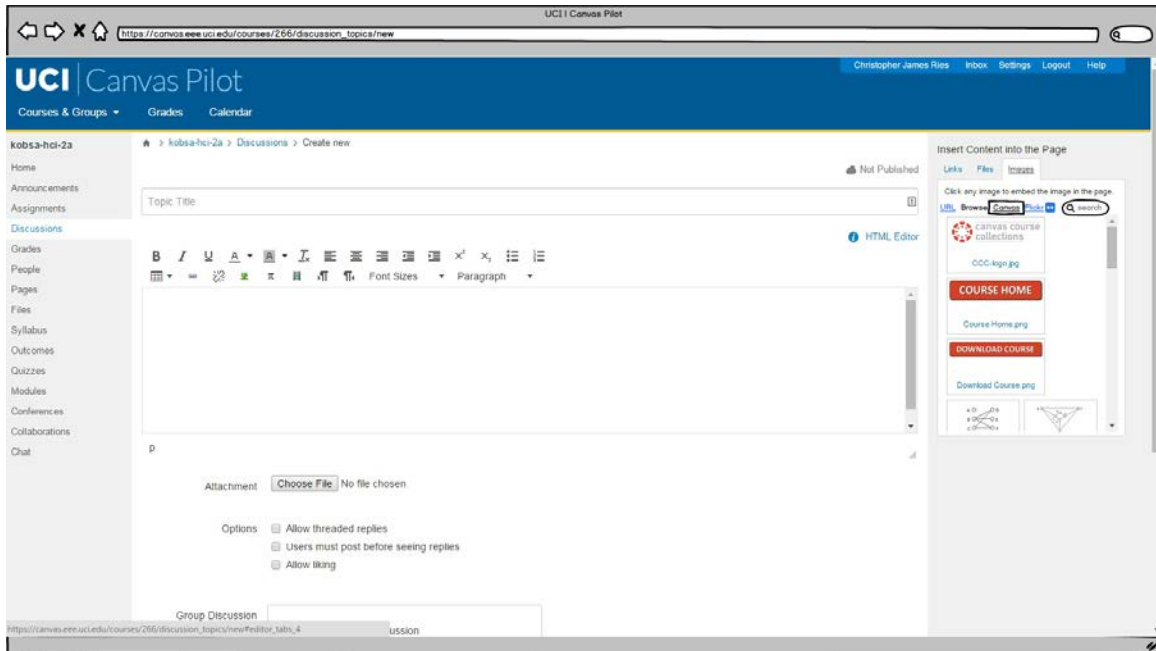 UCI | Canvas Pilot
https://canvas.eee.uci.edu/courses/266/discussion_topics/new
Christopher James Ries Inbox Settings Logout Help
UCI | Canvas Pilot
Courses & Groups Grades Calendar
kobsa-hci-2a
Home
Announcements
Assignments
Discussions
Grades
People
Pages
Files
Syllabus
Outcomes
Quizzes
Modules
Conferences
Collaborations
Chat
> kobsa-hci-2a > Discussions > Create new
Not Published
Topic Title
HTML Editor
B I U A A Tx x² x₂
π ¶ ¶ Font Sizes Paragraph
p
Attachment Choose File No file chosen
Options Allow threaded replies
Users must post before seeing replies
Allow liking
Group Discussion
ussion
https://canvas.eee.uci.edu/courses/266/discussion_topics/new#editor_tabs_4
Insert Content into the Page
Links Files Images
Click any image to embed the image in the page.
URL Browse Canvas Flickr search
canvas course
collections
CCC-logo.jpg
COURSE HOME
Course Home.png
DOWNLOAD COURSE
Download Course.png